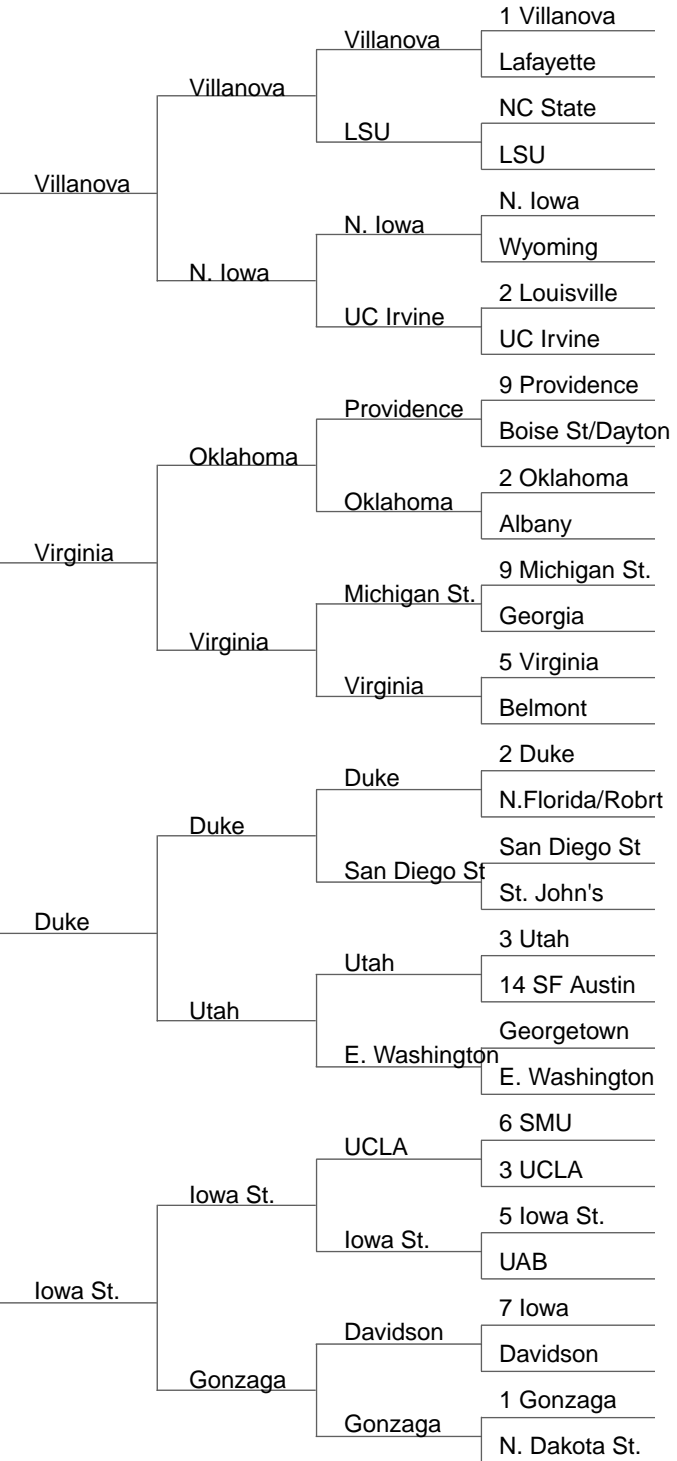 1 Villanova
Villanova
Lafayette
Villanova
NC State
LSU
LSU
Villanova
N. Iowa
N. Iowa
Wyoming
N. Iowa
2 Louisville
UC Irvine
UC Irvine
9 Providence
Providence
Boise St/Dayton
Oklahoma
2 Oklahoma
Oklahoma
Albany
Virginia
9 Michigan St.
Michigan St.
Georgia
Virginia
5 Virginia
Virginia
Belmont
2 Duke
Duke
N.Florida/Robrt
Duke
San Diego St
San Diego St
St. John's
Duke
3 Utah
Utah
14 SF Austin
Utah
Georgetown
E. Washington
E. Washington
6 SMU
UCLA
3 UCLA
Iowa St.
5 Iowa St.
Iowa St.
UAB
Iowa St.
7 Iowa
Davidson
Davidson
Gonzaga
1 Gonzaga
Gonzaga
N. Dakota St.